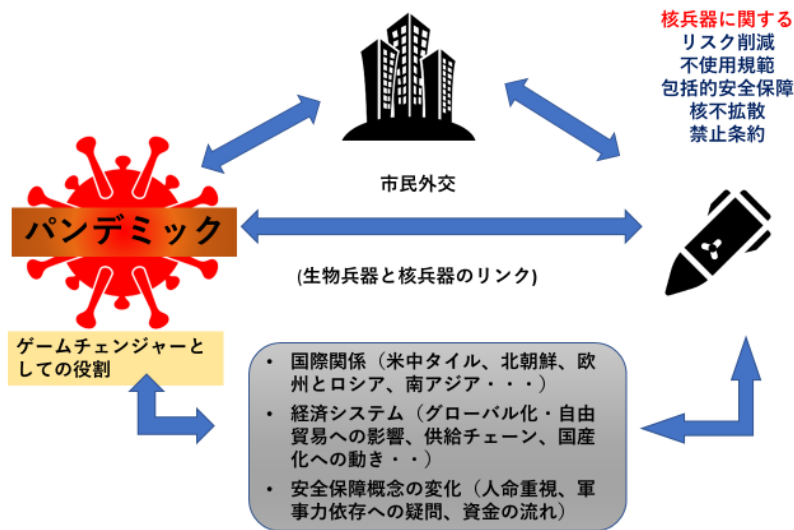 核兵器に関する
リスク削減
不使用規範
包括的安全保障
核不拡散
禁止条約
市民外交
パンデミック
(生物兵器と核兵器のリンク)
ゲームチェンジャーと
しての役割
• 国際関係（米中タイル、北朝鮮、欧
州とロシア、南アジア・・・）
• 経済システム（グローバル化・自由
貿易への影響、供給チェーン、国産
化への動き・・）
• 安全保障概念の変化（人命重視、軍
事力依存への疑問、資金の流れ）